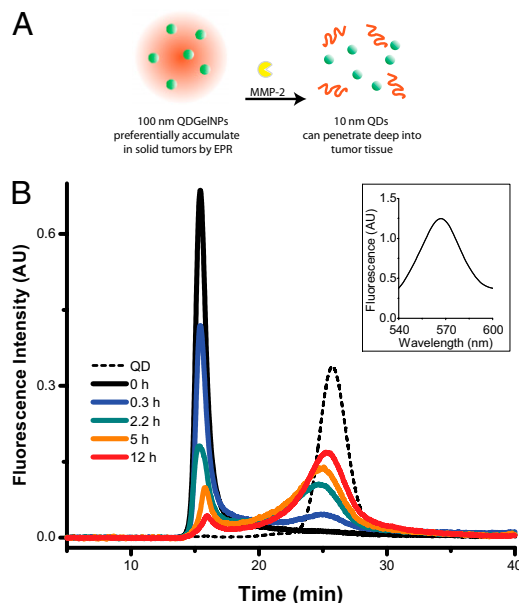 A
MMP-2
100 nm QDGelNPs
preferentially accumulate
in solid tumors by EPR
10 nm QDs
can penetrate deep into
tumor tissue
B
Fluorescence Intensity (AU)
0.6
0.3
0.0
10
20
30
40
Time (min)
QD
0 h
0.3 h
2.2 h
5 h
12 h
Fluorescence (AU)
1.5
1.0
0.5
0.0
540
570
600
Wavelength (nm)